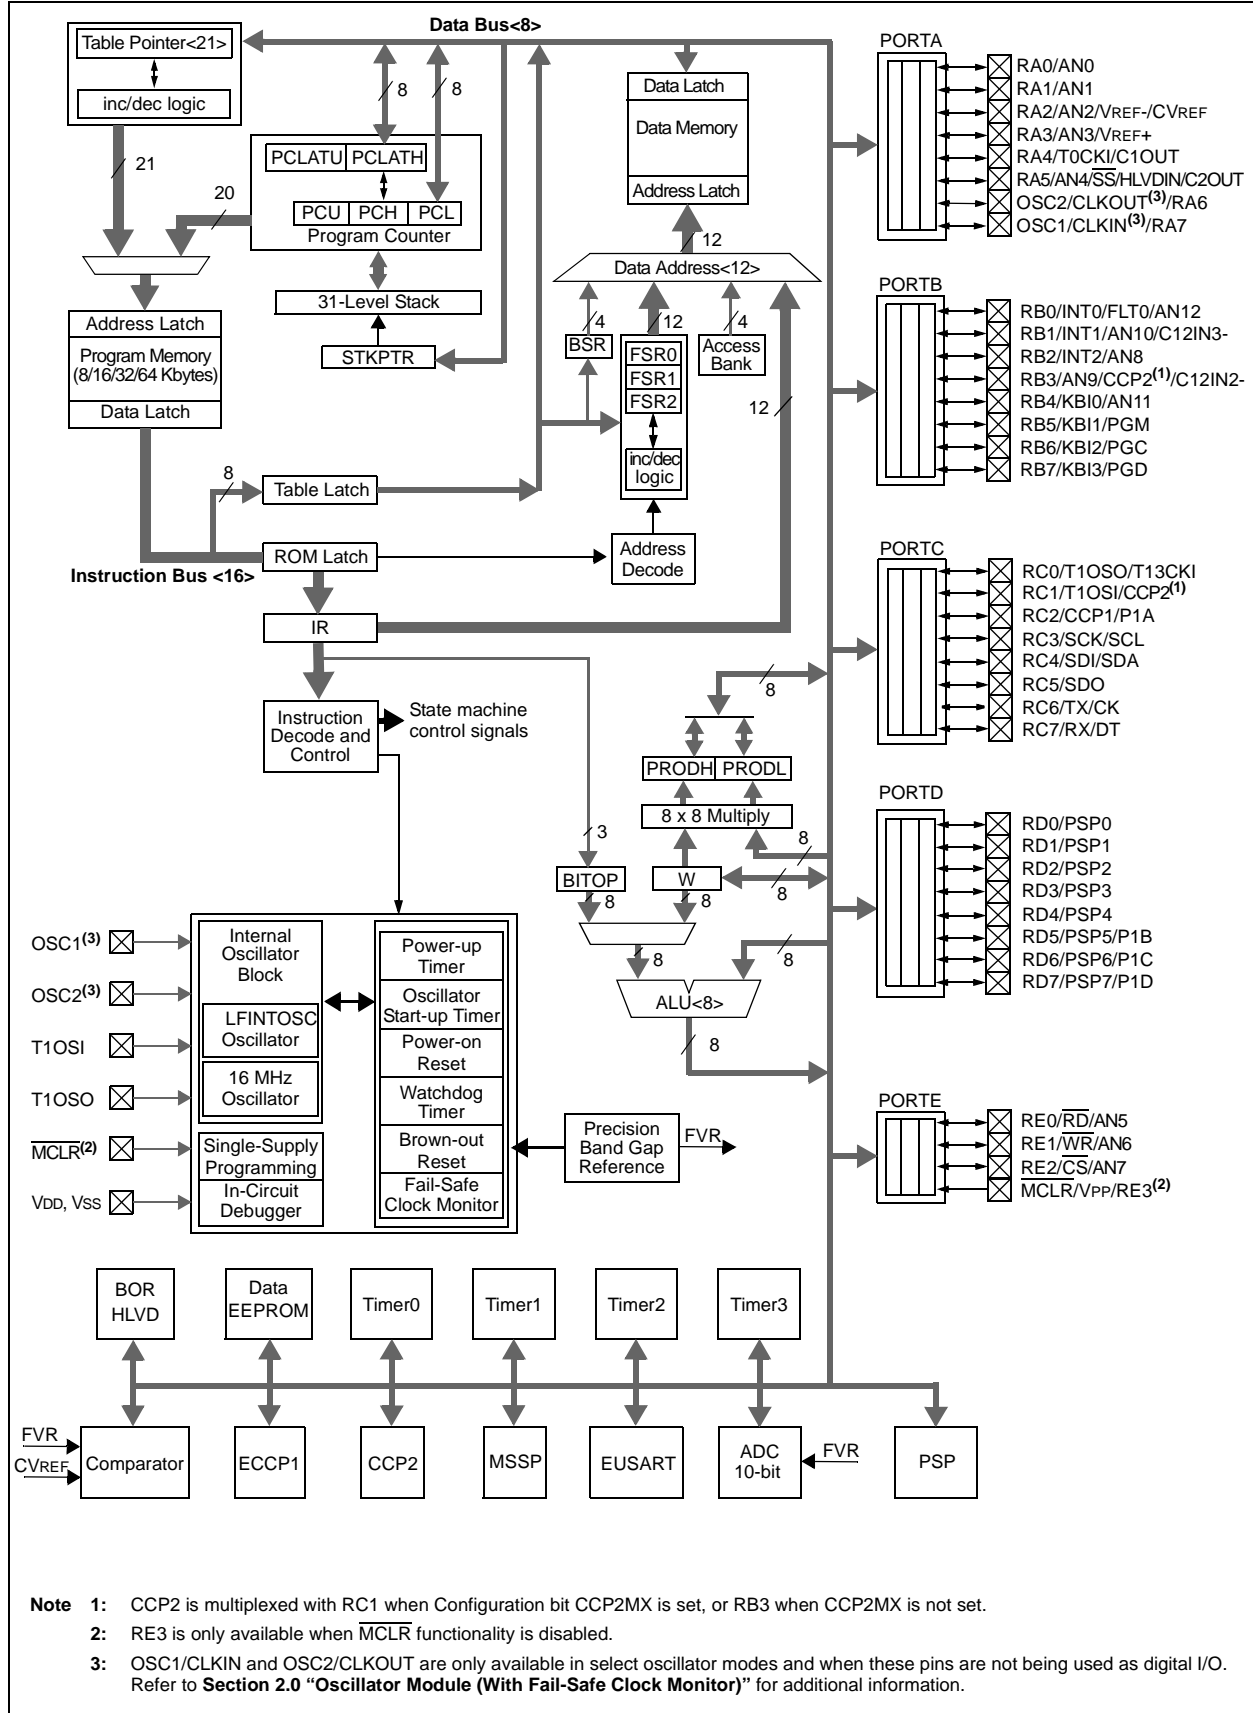 Data Bus<8>
Table Pointer<21>
inc/dec logic
21
20
8
8
PCLATU PCLATH
PCU PCH PCL
Program Counter
31-Level Stack
STKPTR
Data Latch
Data Memory
Address Latch
12
Data Address<12>
4
12
4
BSR
FSR0
FSR1
FSR2
inc/dec
logic
Access
Bank
12
Address Latch
Program Memory
(8/16/32/64 Kbytes)
Data Latch
8
Table Latch
ROM Latch
Instruction Bus <16>
Address
Decode
IR
Instruction
Decode and
Control
State machine
control signals
8
PRODH PRODL
8 x 8 Multiply
3
8
BITOP
W
8
8
8
8
8
ALU<8>
8
OSC1(3)
OSC2(3)
T1OSI
T1OSO
MCLR(2)
VDD, VSS
Internal
Oscillator
Block
LFINTOSC
Oscillator
16 MHz
Oscillator
Single-Supply
Programming
In-Circuit
Debugger
Power-up
Timer
Oscillator
Start-up Timer
Power-on
Reset
Watchdog
Timer
Brown-out
Reset
Fail-Safe
Clock Monitor
Precision
Band Gap
Reference
FVR
PORTA
RA0/AN0
RA1/AN1
RA2/AN2/VREF-/CVREF
RA3/AN3/VREF+
RA4/T0CKI/C1OUT
RA5/AN4/SS/HLVDIN/C2OUT
OSC2/CLKOUT(3)/RA6
OSC1/CLKIN(3)/RA7
PORTB
RB0/INT0/FLT0/AN12
RB1/INT1/AN10/C12IN3-
RB2/INT2/AN8
RB3/AN9/CCP2(1)/C12IN2-
RB4/KBI0/AN11
RB5/KBI1/PGM
RB6/KBI2/PGC
RB7/KBI3/PGD
PORTC
RC0/T1OSO/T13CKI
RC1/T1OSI/CCP2(1)
RC2/CCP1/P1A
RC3/SCK/SCL
RC4/SDI/SDA
RC5/SDO
RC6/TX/CK
RC7/RX/DT
PORTD
RD0/PSP0
RD1/PSP1
RD2/PSP2
RD3/PSP3
RD4/PSP4
RD5/PSP5/P1B
RD6/PSP6/P1C
RD7/PSP7/P1D
PORTE
RE0/RD/AN5
RE1/WR/AN6
RE2/CS/AN7
MCLR/VPP/RE3(2)
BOR
HLVD
Data
EEPROM
Timer0
Timer1
Timer2
Timer3
FVR
CVREF
Comparator
ECCP1
CCP2
MSSP
EUSART
ADC
10-bit
FVR
PSP
Note 1: CCP2 is multiplexed with RC1 when Configuration bit CCP2MX is set, or RB3 when CCP2MX is not set.
2: RE3 is only available when MCLR functionality is disabled.
3: OSC1/CLKIN and OSC2/CLKOUT are only available in select oscillator modes and when these pins are not being used as digital I/O.
Refer to Section 2.0 “Oscillator Module (With Fail-Safe Clock Monitor)” for additional information.